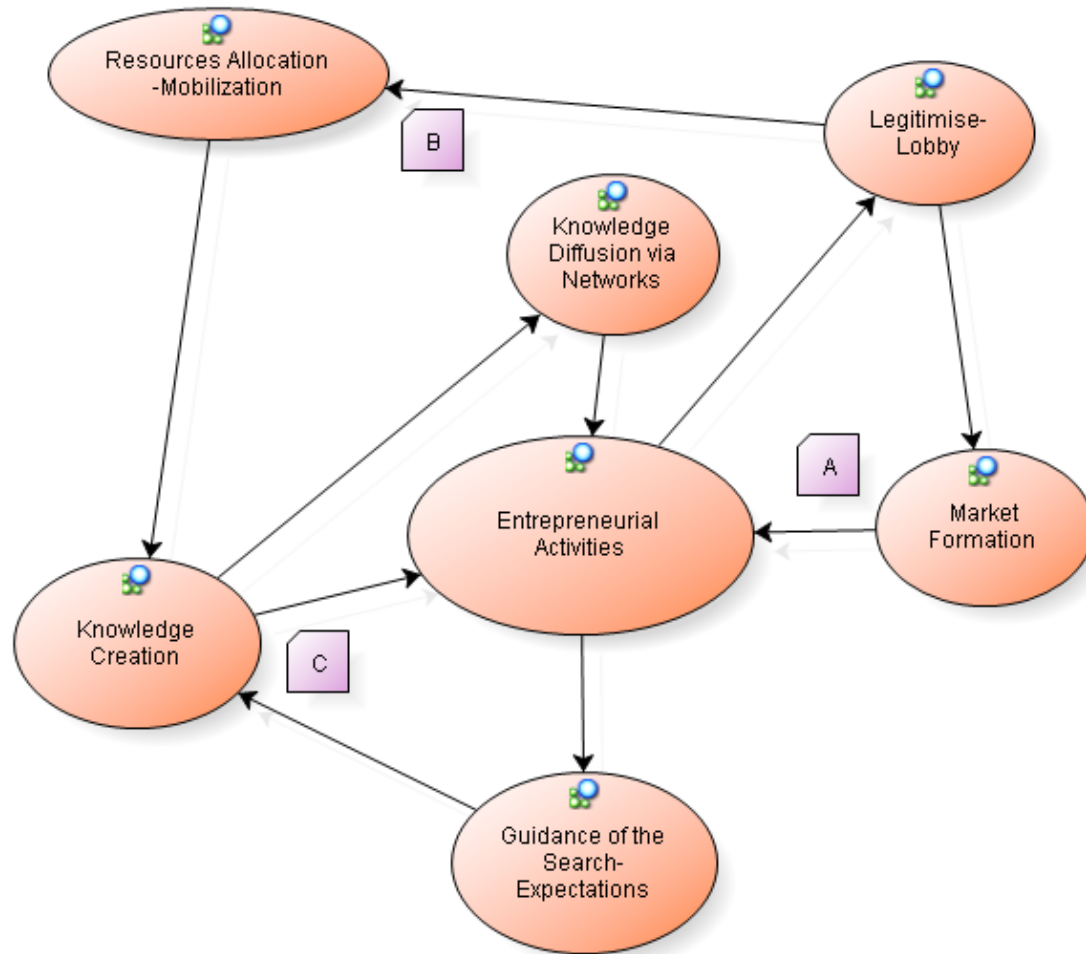 Resources Allocation
-Mobilization
Legitimise-
Lobby
B
Knowledge
Diffusion via
Networks
A
Entrepreneurial
Activities
Market
Formation
Knowledge
Creation
C
Guidance of the
Search-
Expectations